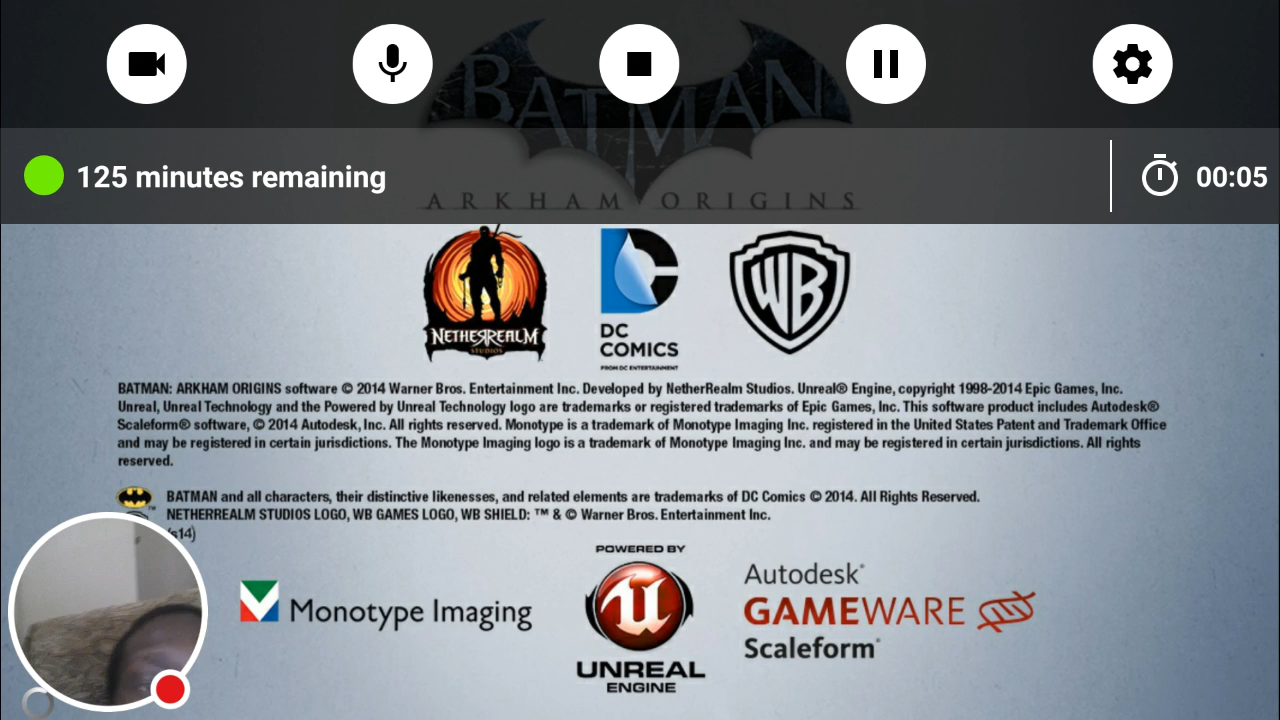 BATMAN
125 minutes remaining
00:05
ARKHAM ORIGINS
NETHERREALM
STUDIOS
DC
COMICS
FROM DC ENTERTAINMENT
WB
BATMAN: ARKHAM ORIGINS software © 2014 Warner Bros. Entertainment Inc. Developed by NetherRealm Studios. Unreal® Engine, copyright 1998-2014 Epic Games, Inc.
Unreal, Unreal Technology and the Powered by Unreal Technology logo are trademarks or registered trademarks of Epic Games, Inc. This software product includes Autodesk®
Scaleform® software, © 2014 Autodesk, Inc. All rights reserved. Monotype is a trademark of Monotype Imaging Inc. registered in the United States Patent and Trademark Office
and may be registered in certain jurisdictions. The Monotype Imaging logo is a trademark of Monotype Imaging Inc. and may be registered in certain jurisdictions. All rights
reserved.
BATMAN and all characters, their distinctive likenesses, and related elements are trademarks of DC Comics © 2014. All Rights Reserved.
NETHERREALM STUDIOS LOGO, WB GAMES LOGO, WB SHIELD: ™ & © Warner Bros. Entertainment Inc.
(s14)
POWERED BY
Monotype Imaging
UNREAL
ENGINE
Autodesk®
GAMEWARE
Scaleform®